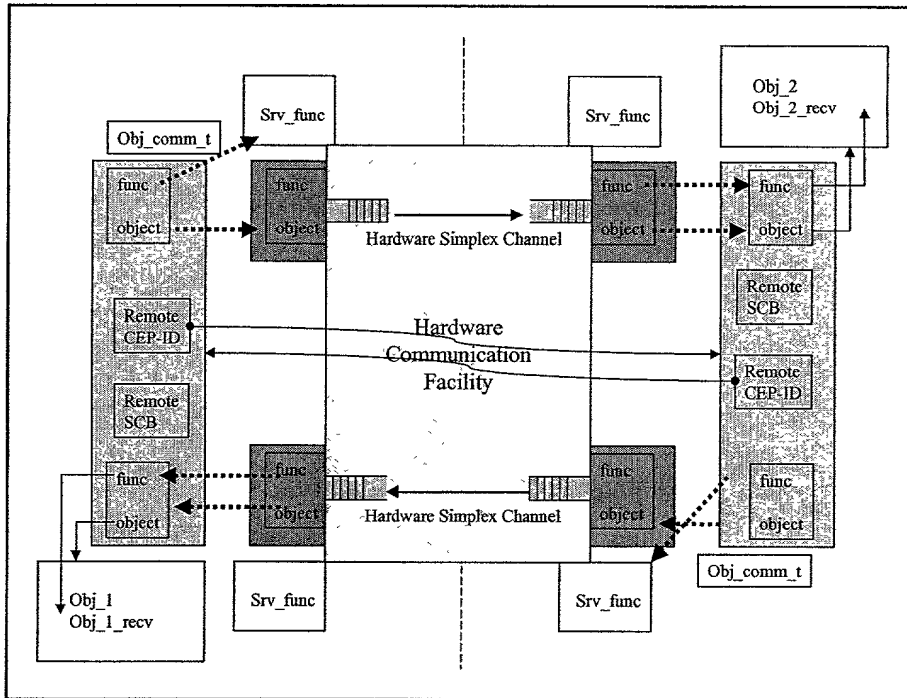 Obj_2
Obj_2_recv
Srv_func
Srv_func
Obj_comm_t
func
object
func
object
func
object
func
object
Hardware Simplex Channel
Remote
CEP-ID
Remote
SCB
Hardware
Communication
Facility
Remote
SCB
Remote
CEP-ID
func
object
func
object
func
object
func
object
Hardware Simplex Channel
Obj_comm_t
Srv_func
Srv_func
Obj_1
Obj_1_recv